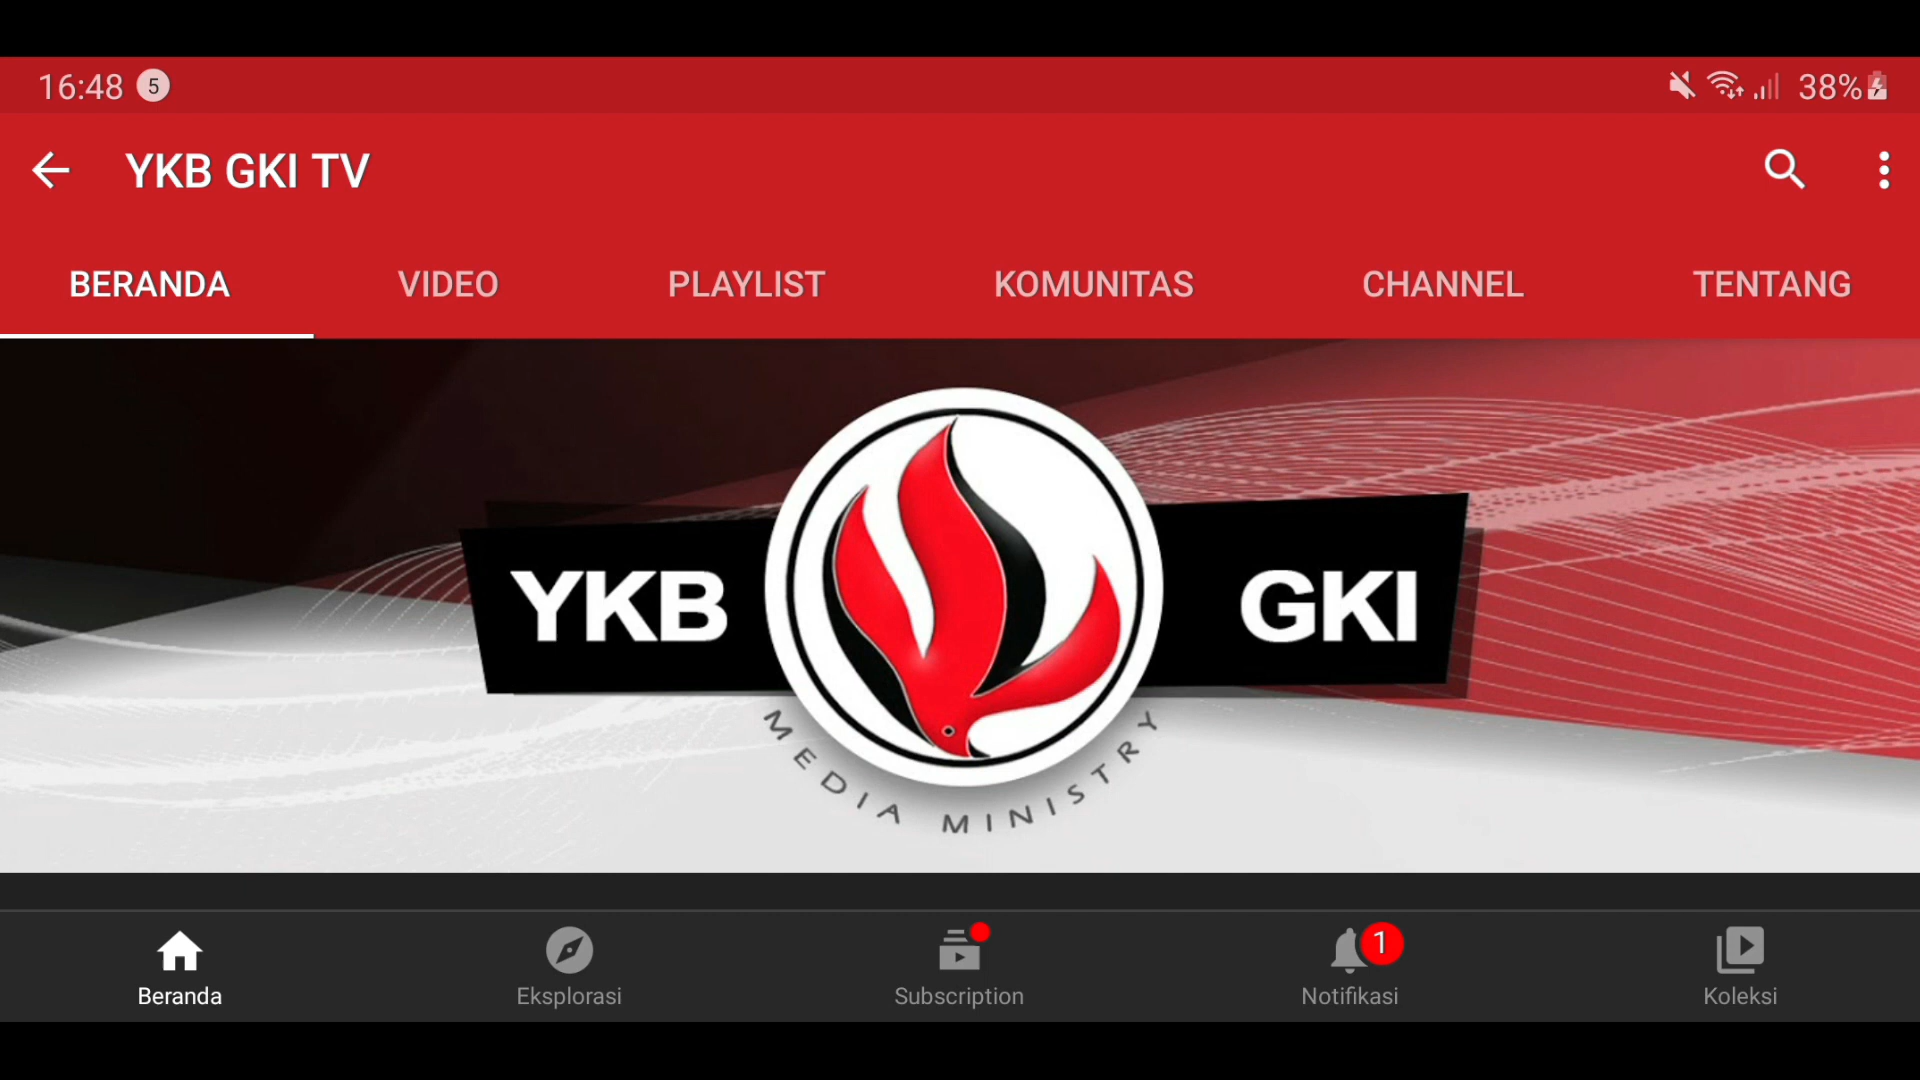 16:48 5 38%
YKB GKI TV
BERANDA VIDEO PLAYLIST KOMUNITAS CHANNEL TENTANG
YKB GKI
MEDIA MINISTRY
1
Beranda Eksplorasi Subscription Notifikasi Koleksi